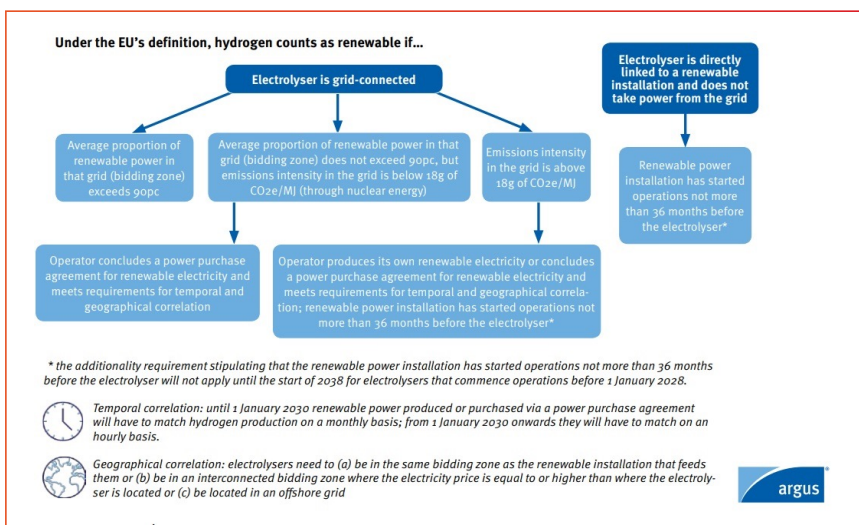 Under the EU's definition, hydrogen counts as renewable if...
Electrolyser is grid-connected
Electrolyser is directly
linked to a renewable
installation and does not
take power from the grid
Average proportion of
renewable power in
that grid (bidding zone)
exceeds 90pc
Average proportion of renewable power in that
grid (bidding zone) does not exceed 90pc, but
emissions intensity in the grid is below 18g of
CO2e/MJ (through nuclear energy)
Emissions intensity
in the grid is above
18g of CO2e/MJ
Renewable power
installation has started
operations not more
than 36 months before
the electrolyser*
Operator concludes a power purchase
agreement for renewable electricity and
meets requirements for temporal and
geographical correlation
Operator produces its own renewable electricity or concludes
a power purchase agreement for renewable electricity and
meets requirements for temporal and geographical correla-
tion; renewable power installation has started operations not
more than 36 months before the electrolyser*
* the additionality requirement stipulating that the renewable power installation has started operations not more than 36 months
before the electrolyser will not apply until the start of 2038 for electrolysers that commence operations before 1 January 2028.
Temporal correlation: until 1 January 2030 renewable power produced or purchased via a power purchase agreement
will have to match hydrogen production on a monthly basis; from 1 January 2030 onwards they will have to match on an
hourly basis.
Geographical correlation: electrolysers need to (a) be in the same bidding zone as the renewable installation that feeds
them or (b) be in an interconnected bidding zone where the electricity price is equal to or higher than where the electroly-
ser is located or (c) be located in an offshore grid
argus